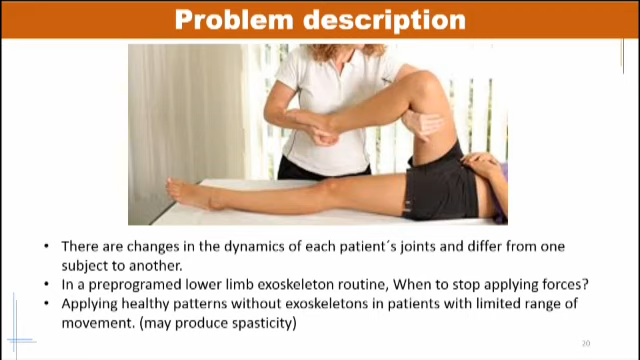 Problem description
• There are changes in the dynamics of each patient´s joints and differ from one
subject to another.
• In a preprogramed lower limb exoskeleton routine, When to stop applying forces?
• Applying healthy patterns without exoskeletons in patients with limited range of
movement. (may produce spasticity)
20